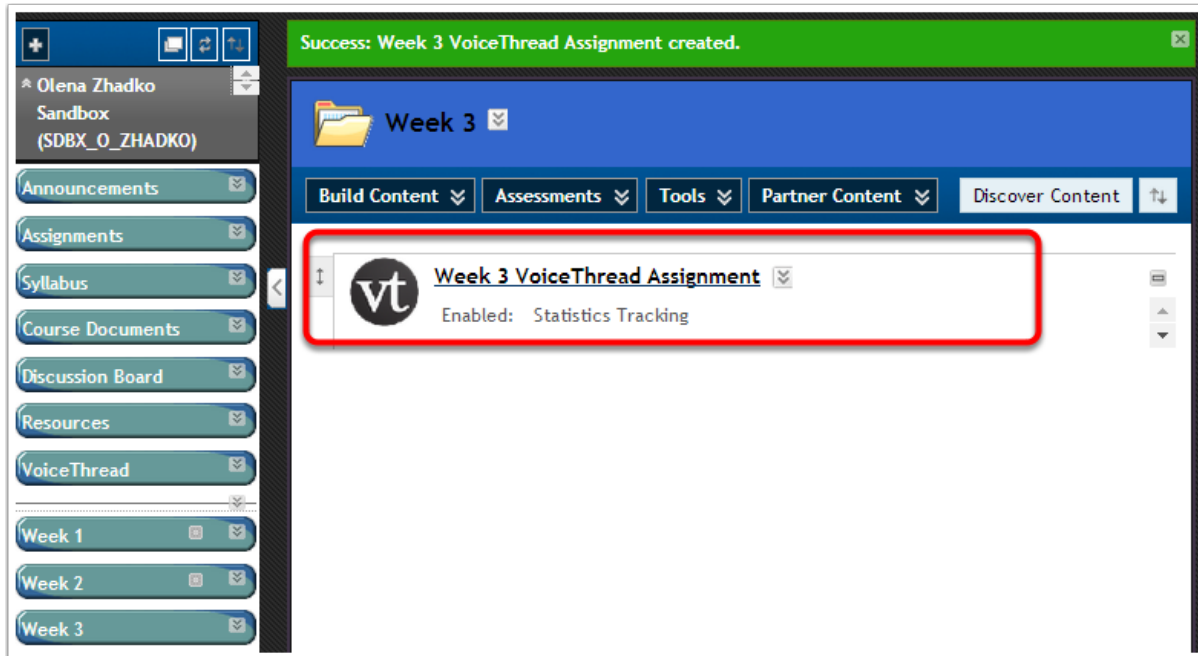 Olena Zhadko
Sandbox
(SDBX_O_ZHADKO)
Announcements
Assignments
Syllabus
Course Documents
Discussion Board
Resources
VoiceThread
Week 1
Week 2
Week 3
Success: Week 3 VoiceThread Assignment created.
Week 3
Build Content Assessments Tools Partner Content Discover Content
vt
Week 3 VoiceThread Assignment
Enabled: Statistics Tracking